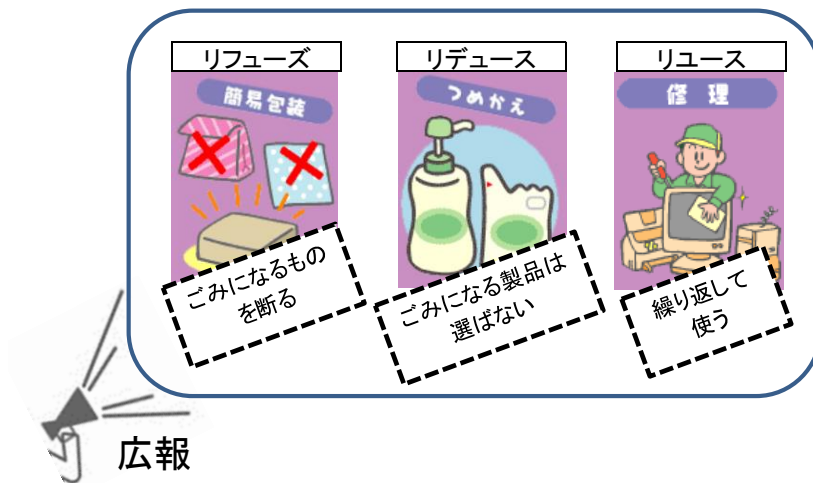 リフューズ
簡易包装
ごみになるもの
を断る
リデュース
つめかえ
ごみになる製品は
選ばない
リユース
修理
繰り返して
使う
広報